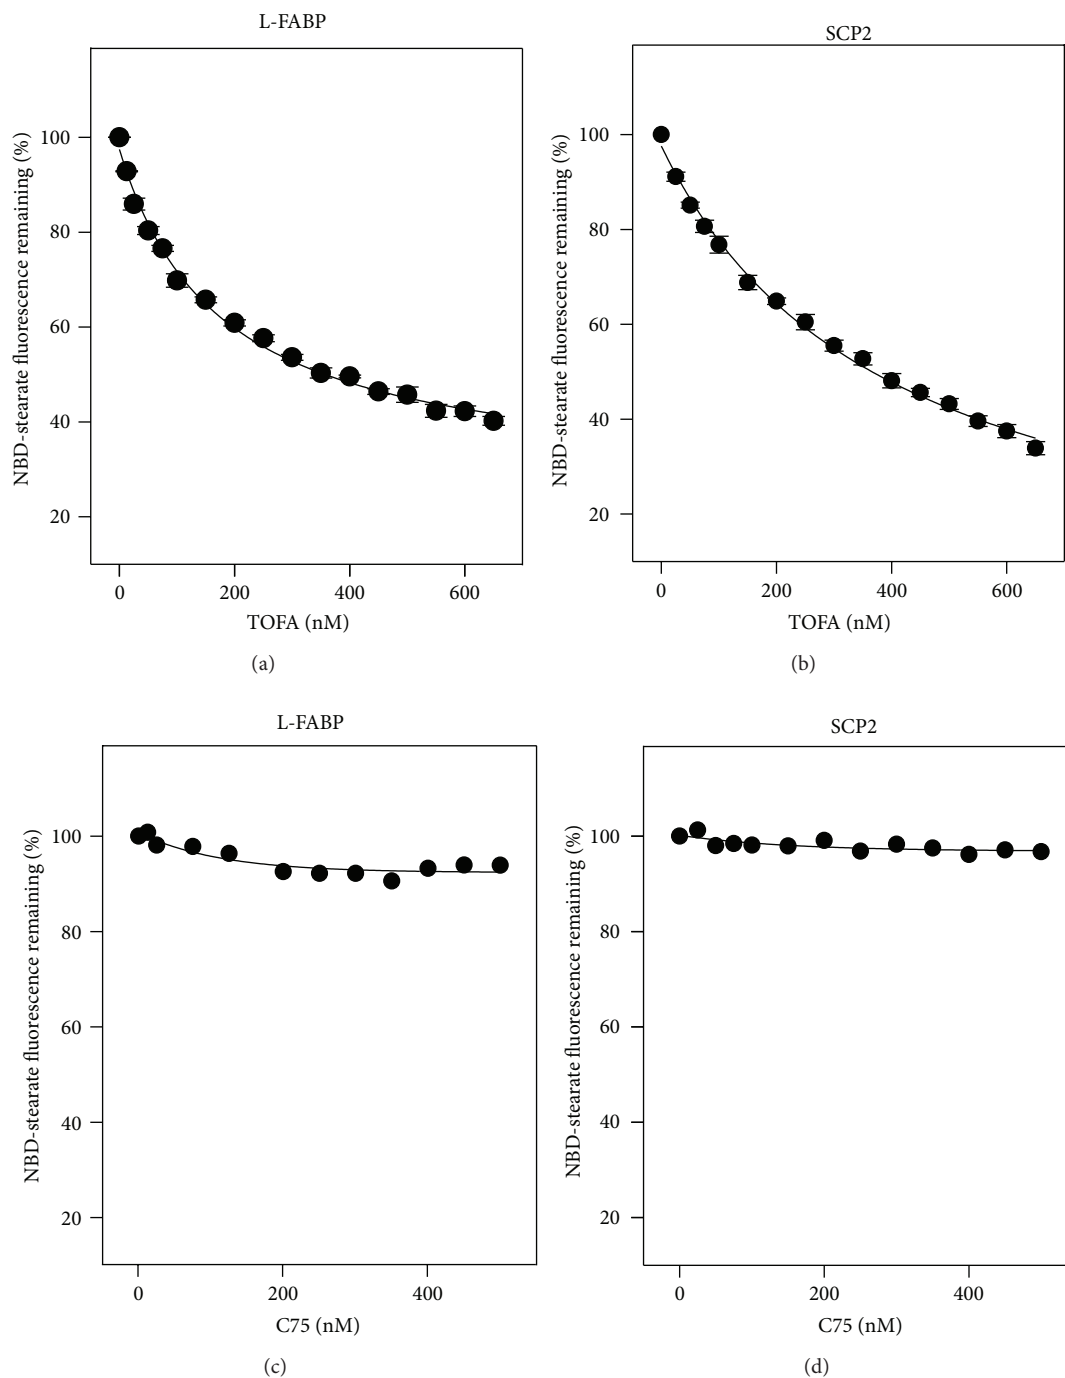 L-FABP
NBD-stearate fluorescence remaining (%)
100
80
60
40
20
0 200 400 600
TOFA (nM)
(a)
SCP2
NBD-stearate fluorescence remaining (%)
100
80
60
40
20
0 200 400 600
TOFA (nM)
(b)
L-FABP
NBD-stearate fluorescence remaining (%)
100
80
60
40
20
0 200 400
C75 (nM)
(c)
SCP2
NBD-stearate fluorescence remaining (%)
100
80
60
40
20
0 200 400
C75 (nM)
(d)